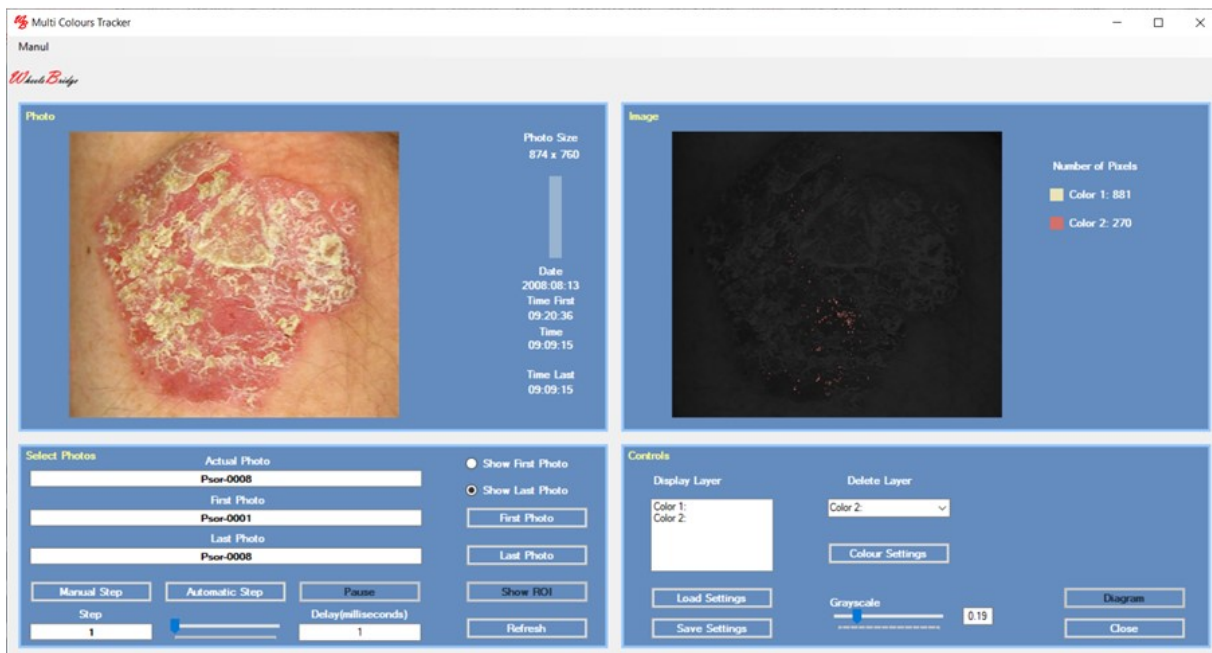 Multi Colours Tracker
Manul
Wheels Bridge
Photo
Photo Size
874 x 760
Date
2008:08:13
Time First
09:20:36
Time
09:09:15
Time Last
09:09:15
Image
Number of Pixels
Color 1: 881
Color 2: 270
Select Photos
Actual Photo
Psor-0008
First Photo
Psor-0001
Last Photo
Psor-0008
Show First Photo
Show Last Photo
First Photo
Last Photo
Manual Step
Automatic Step
Pause
Show ROI
Step
1
Delay(milliseconds)
1
Refresh
Controls
Display Layer
Color 1:
Color 2:
Delete Layer
Color 2:
Colour Settings
Load Settings
Save Settings
Grayscale
0.19
Diagram
Close